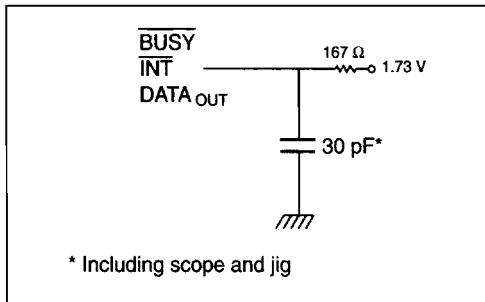 BUSY
INT
DATA OUT
167 Ω
1.73 V
30 pF*
* Including scope and jig